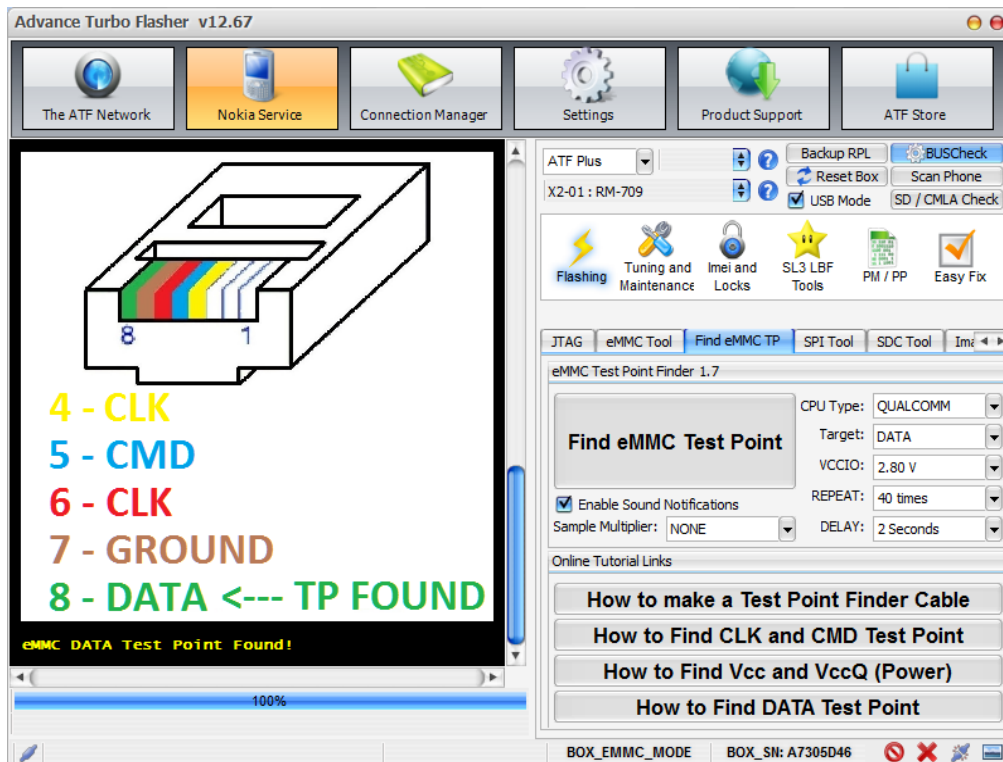 Advance Turbo Flasher v12.67
The ATF Network
Nokia Service
Connection Manager
Settings
Product Support
ATF Store
8 1
4 - CLK
5 - CMD
6 - CLK
7 - GROUND
8 - DATA <--- TP FOUND
eMMC DATA Test Point Found!
100%
ATF Plus
X2-01 : RM-709
Backup RPL
BUSCheck
Reset Box
Scan Phone
USB Mode
SD / CMLA Check
Flashing
Tuning and
Maintenance
Imei and
Locks
SL3 LBF
Tools
PM / PP
Easy Fix
JTAG
eMMC Tool
Find eMMC TP
SPI Tool
SDC Tool
Ima
eMMC Test Point Finder 1.7
Find eMMC Test Point
CPU Type: QUALCOMM
Target: DATA
VCCIO: 2.80 V
REPEAT: 40 times
DELAY: 2 Seconds
Enable Sound Notifications
Sample Multiplier: NONE
Online Tutorial Links
How to make a Test Point Finder Cable
How to Find CLK and CMD Test Point
How to Find Vcc and VccQ (Power)
How to Find DATA Test Point
BOX_EMMC_MODE
BOX_SN: A7305D46